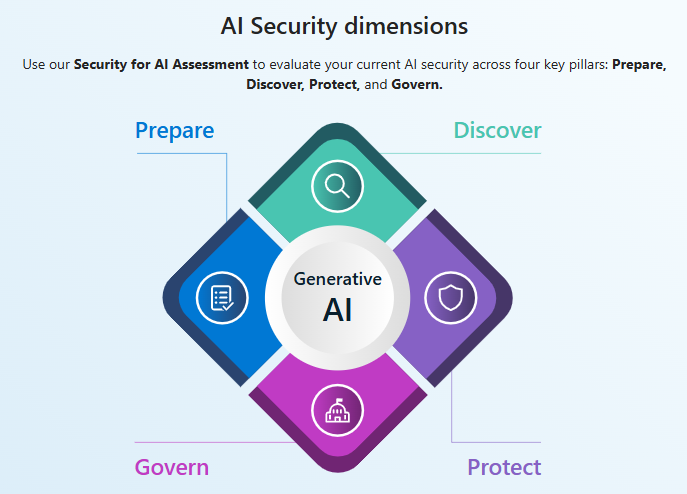 AI Security dimensions
Use our Security for AI Assessment to evaluate your current AI security across four key pillars: Prepare,
Discover, Protect, and Govern.
Prepare
Discover
Generative
AI
Govern
Protect